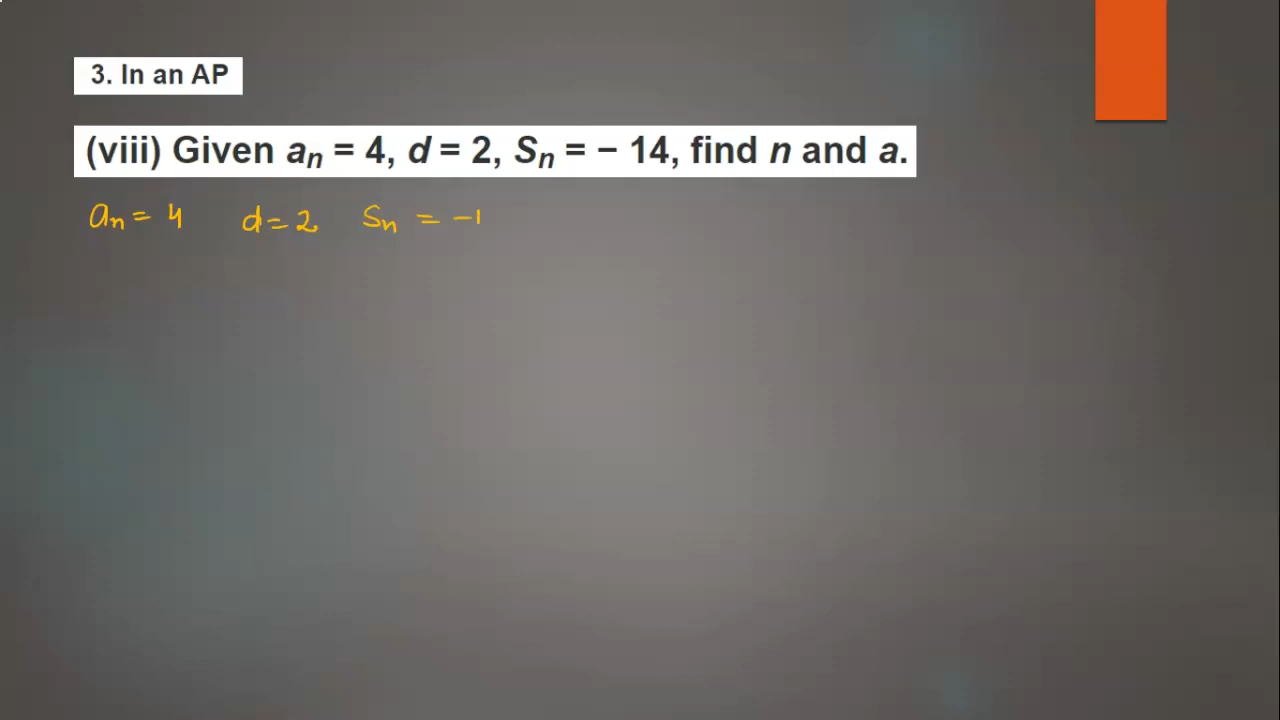 3. In an AP
(viii) Given aₙ = 4, d = 2, Sₙ = − 14, find n and a.
aₙ = 4 d = 2 Sₙ = -1